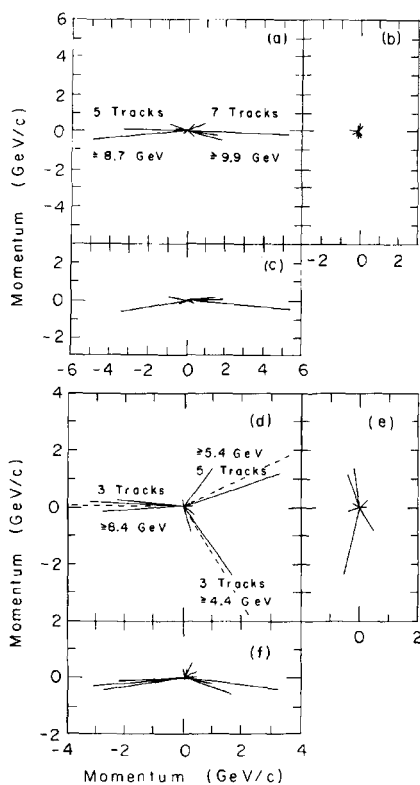 6
(a)
(b)
4
2
5 Tracks
7 Tracks
0
≥8.7 GeV
≥9.9 GeV
-2
-4
Momentum (GeV/c)
-2 0 2
2
(c)
0
-2
-6 -4 -2 0 2 4 6
4
(d)
(e)
≥5.4 GeV
2
5 Tracks
3 Tracks
0
≥6.4 GeV
-2
3 Tracks
≥4.4 GeV
Momentum (GeV/c)
2
0 2
(f)
0
-2
-4 -2 0 2 4
Momentum (GeV/c)